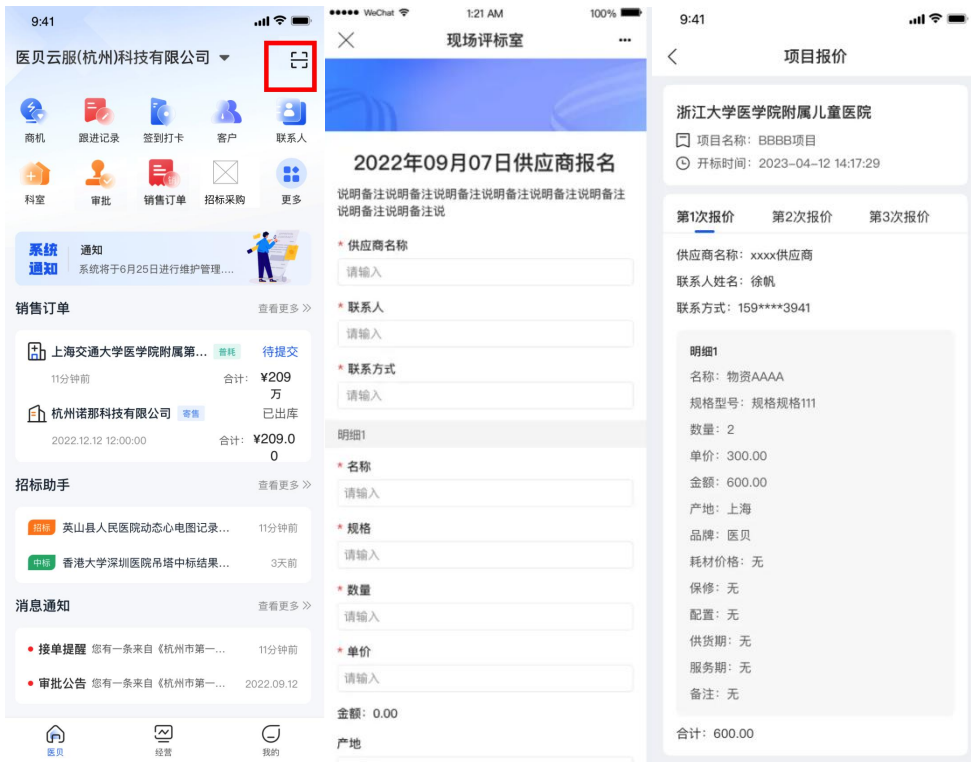 9:41
医贝云服(杭州)科技有限公司
商机
跟进记录
签到打卡
客户
联系人
科室
审批
销售订单
招标采购
更多
系统
通知
通知
系统将于6月25日进行维护管理....
销售订单
查看更多
上海交通大学医学院附属第...
普耗
待提交
11分钟前
合计:
¥209
万
杭州诺那科技有限公司
寄售
已出库
2022.12.12 12:00:00
合计:
¥209.0
0
招标助手
查看更多
招标
英山县人民医院动态心电图记录...
11分钟前
中标
香港大学深圳医院吊塔中标结果...
3天前
消息通知
查看更多
接单提醒 您有一条来自《杭州市第一...
11分钟前
审批公告 您有一条来自《杭州市第一...
2022.09.12
医贝
经营
我的
WeChat
1:21 AM
100%
现场评标室
2022年09月07日供应商报名
说明备注说明备注说明备注说明备注说明备注说明备注
说明备注说明备注说
* 供应商名称
请输入
* 联系人
请输入
* 联系方式
请输入
明细1
* 名称
请输入
* 规格
请输入
* 数量
请输入
* 单价
请输入
金额: 0.00
产地
9:41
项目报价
浙江大学医学院附属儿童医院
项目名称: BBBB项目
开标时间: 2023-04-12 14:17:29
第1次报价
第2次报价
第3次报价
供应商名称: xxxx供应商
联系人姓名: 徐帆
联系方式: 159****3941
明细1
名称: 物资AAAA
规格型号: 规格规格111
数量: 2
单价: 300.00
金额: 600.00
产地: 上海
品牌: 医贝
耗材价格: 无
保修: 无
配置: 无
供货期: 无
服务期: 无
备注: 无
合计: 600.00